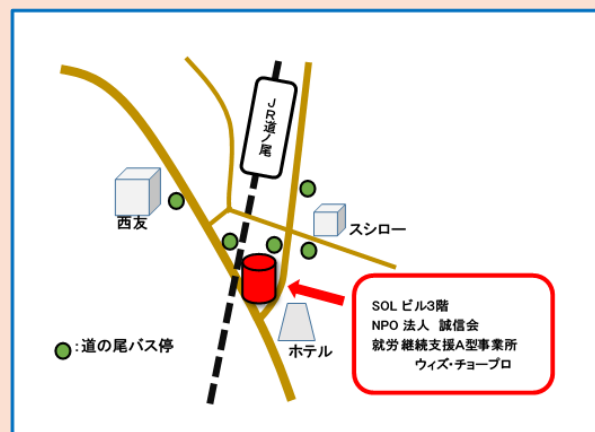 JR道ノ尾
西友
スシロー
SOL ビル3階
NPO 法人 誠信会
就労継続支援A型事業所
ウィズ・チョープロ
:道の尾バス停
ホテル